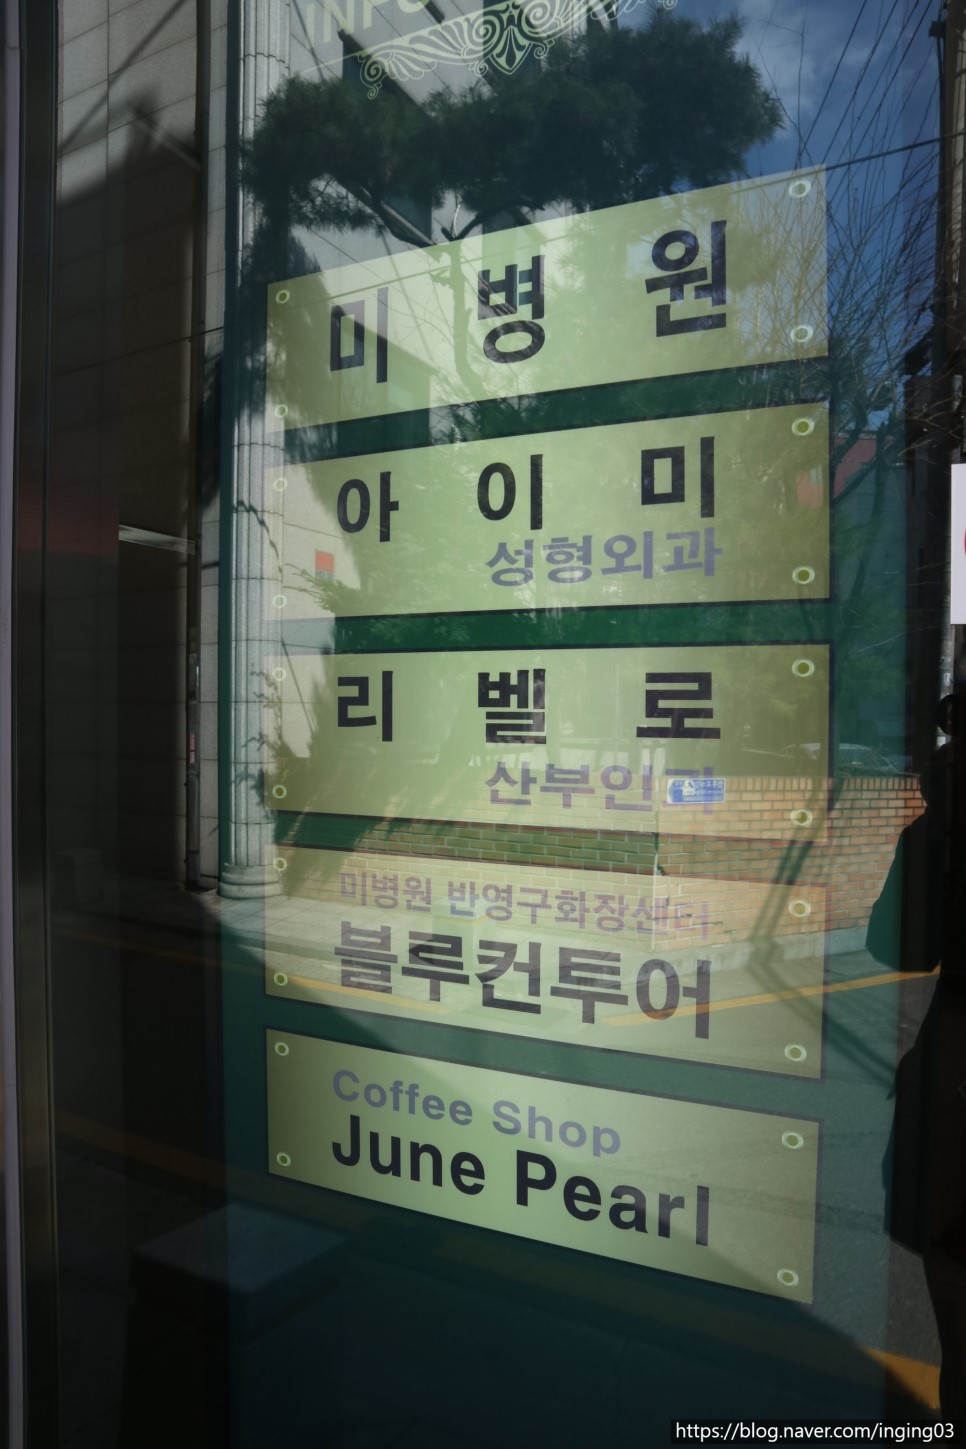 INFO
미 병 원
아 이 미
성형외과
리 벨 로
산부인과
미병원 반영구화장센터
블루컨투어
Coffee Shop
June Pearl
https://blog.naver.com/inging03